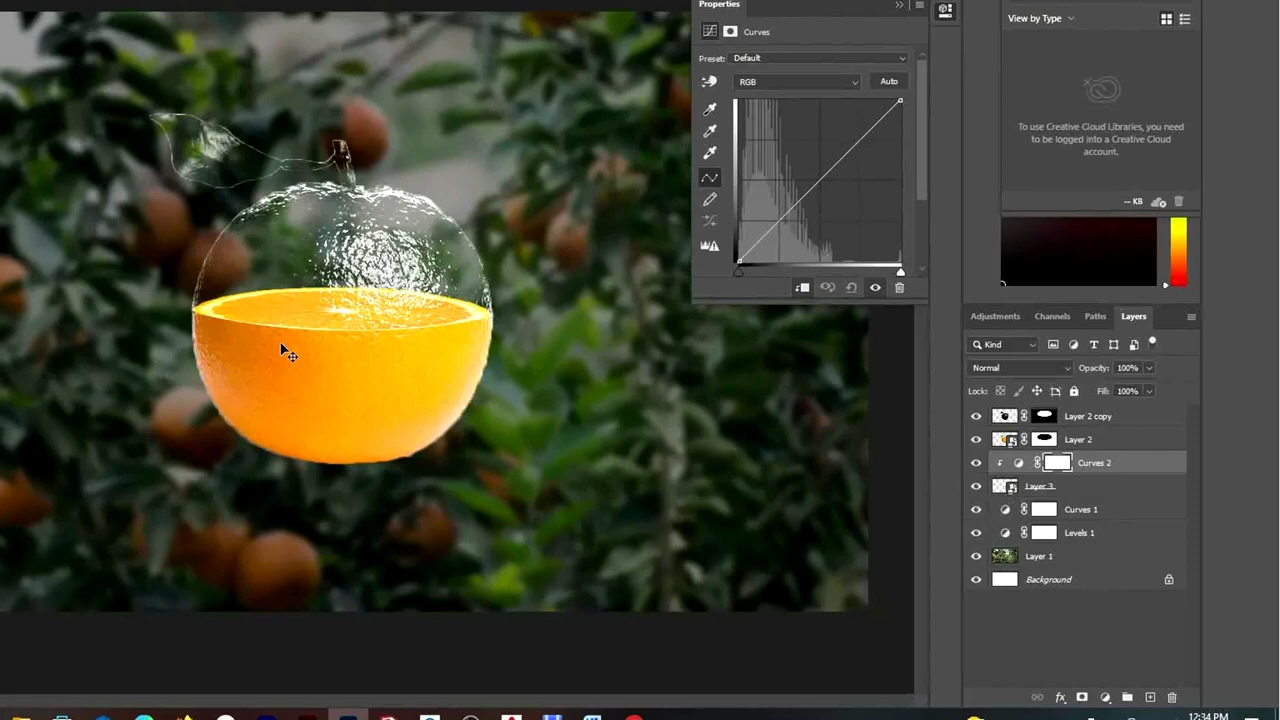 Properties
Curves
Preset: Default
RGB
Auto
View by Type
To use Creative Cloud Libraries, you need
to be logged into a Creative Cloud
account.
-- KB
Adjustments Channels Paths Layers
Kind
Normal Opacity: 100%
Lock: Fill: 100%
Layer 2 copy
Layer 2
Curves 2
Layer 3
Curves 1
Levels 1
Layer 1
Background
fx
12:34 PM